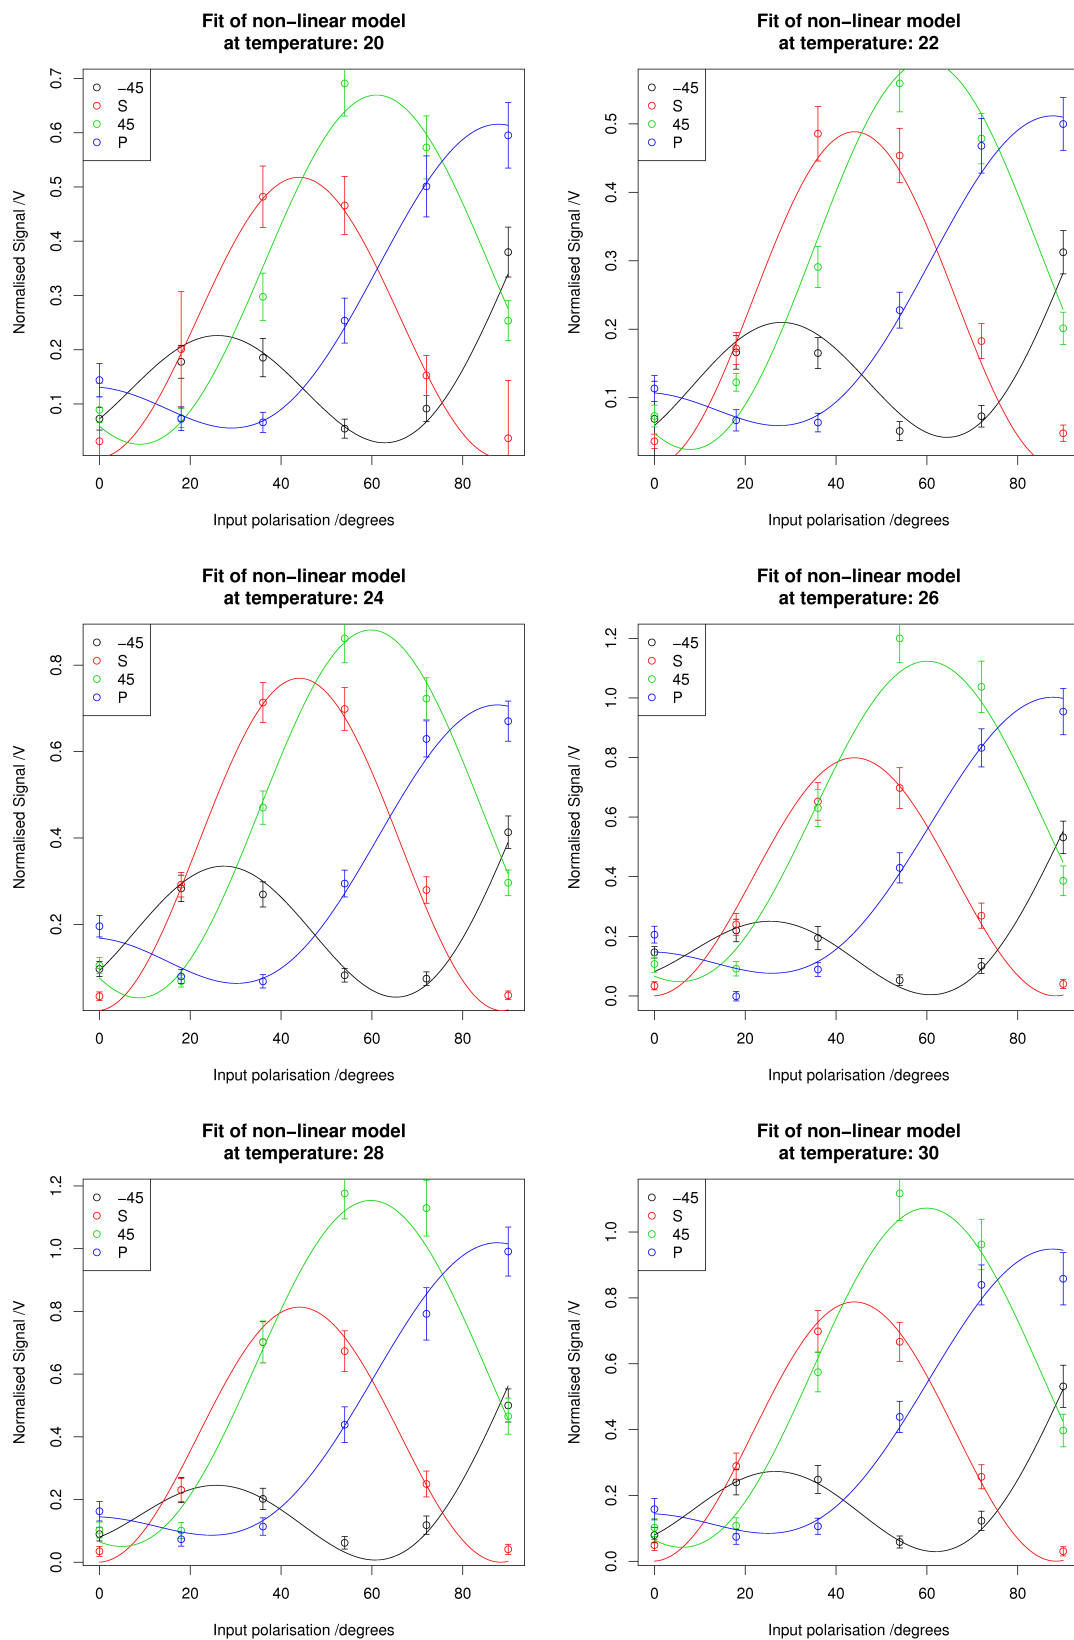 Fit of non−linear model
at temperature: 20
−45
S
45
P
0.1
0.2
0.3
0.4
0.5
0.6
0.7
Normalised Signal /V
0
20
40
60
80
Input polarisation /degrees
Fit of non−linear model
at temperature: 22
−45
S
45
P
0.1
0.2
0.3
0.4
0.5
Normalised Signal /V
0
20
40
60
80
Input polarisation /degrees
Fit of non−linear model
at temperature: 24
−45
S
45
P
0.2
0.4
0.6
0.8
Normalised Signal /V
0
20
40
60
80
Input polarisation /degrees
Fit of non−linear model
at temperature: 26
−45
S
45
P
0.0
0.2
0.4
0.6
0.8
1.0
1.2
Normalised Signal /V
0
20
40
60
80
Input polarisation /degrees
Fit of non−linear model
at temperature: 28
−45
S
45
P
0.0
0.2
0.4
0.6
0.8
1.0
1.2
Normalised Signal /V
0
20
40
60
80
Input polarisation /degrees
Fit of non−linear model
at temperature: 30
−45
S
45
P
0.0
0.2
0.4
0.6
0.8
1.0
Normalised Signal /V
0
20
40
60
80
Input polarisation /degrees